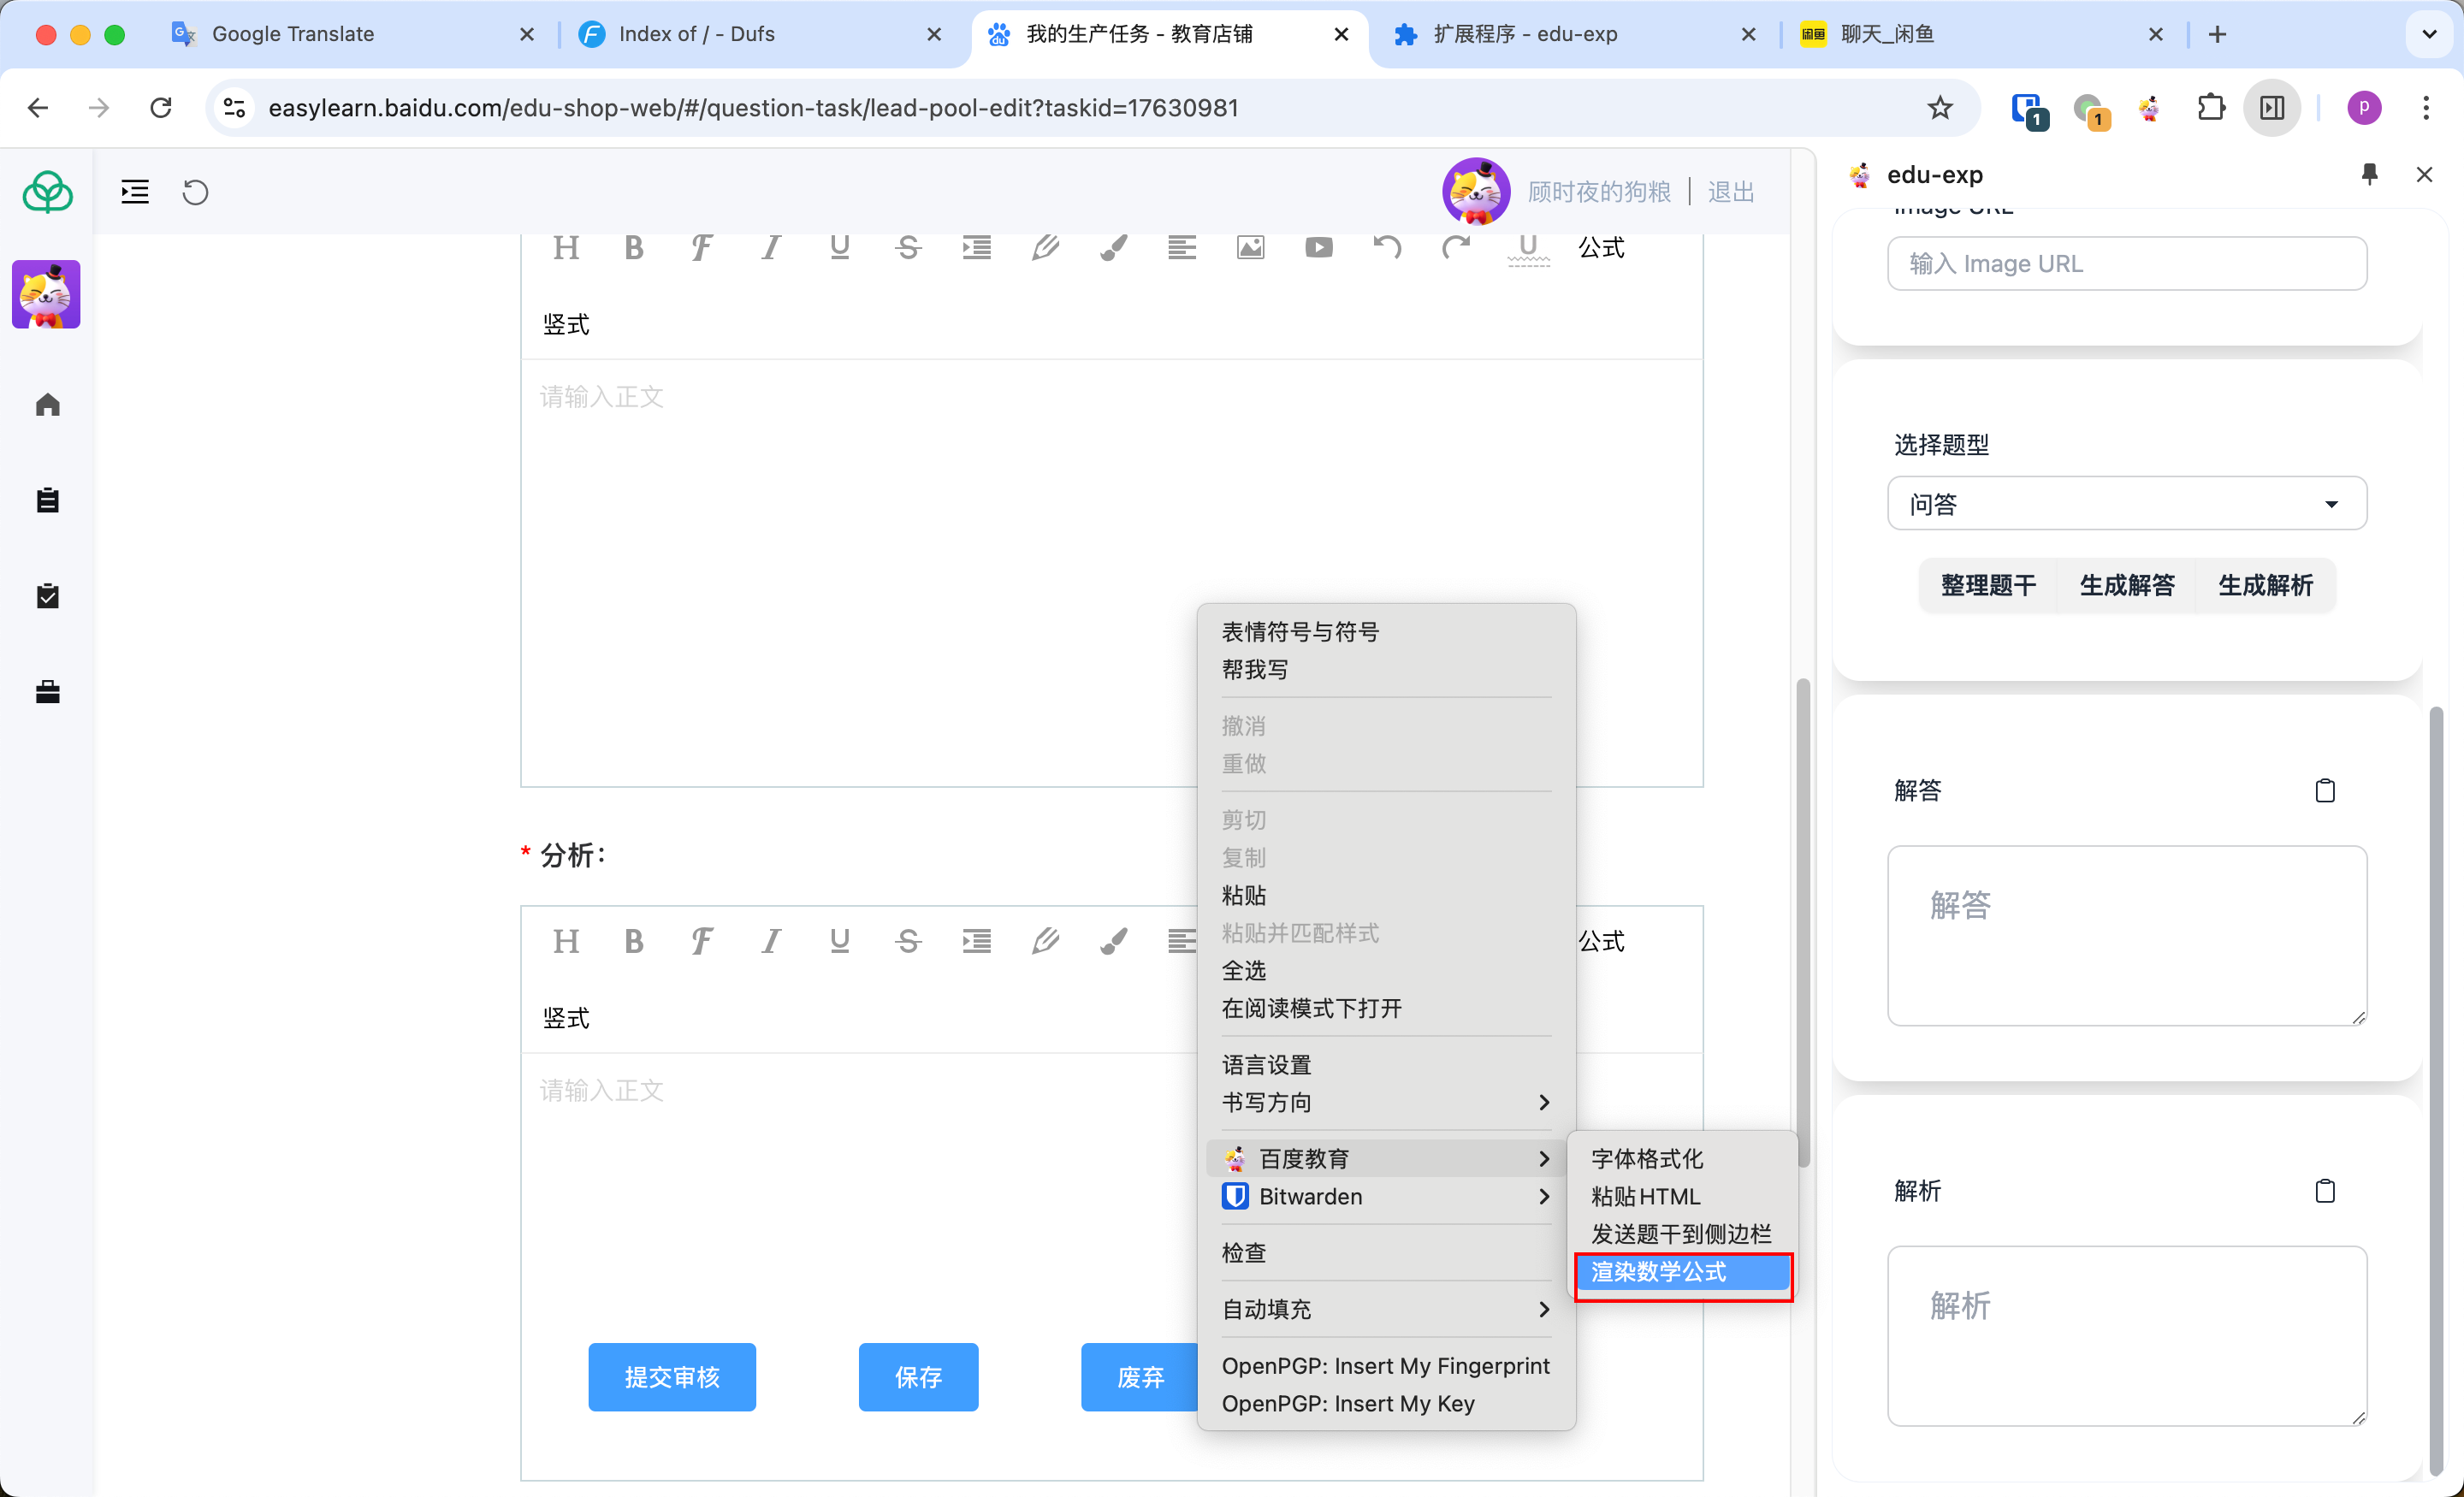 Google Translate
Index of / - Dufs
我的生产任务 - 教育店铺
扩展程序 - edu-exp
闲鱼
聊天_闲鱼
easylearn.baidu.com/edu-shop-web/#/question-task/lead-pool-edit?taskid=17630981
1
1
p
顾时夜的狗粮
退出
edu-exp
Image URL
输入 Image URL
H B F I U S U 公式
竖式
请输入正文
选择题型
问答
整理题干 生成解答 生成解析
表情符号与符号
帮我写
撤消
重做
剪切
复制
粘贴
粘贴并匹配样式
全选
在阅读模式下打开
语言设置
书写方向
百度教育
Bitwarden
检查
自动填充
OpenPGP: Insert My Fingerprint
OpenPGP: Insert My Key
字体格式化
粘贴HTML
发送题干到侧边栏
渲染数学公式
* 分析:
H B F I U S 公式
竖式
请输入正文
提交审核 保存 废弃
解答
解答
解析
解析